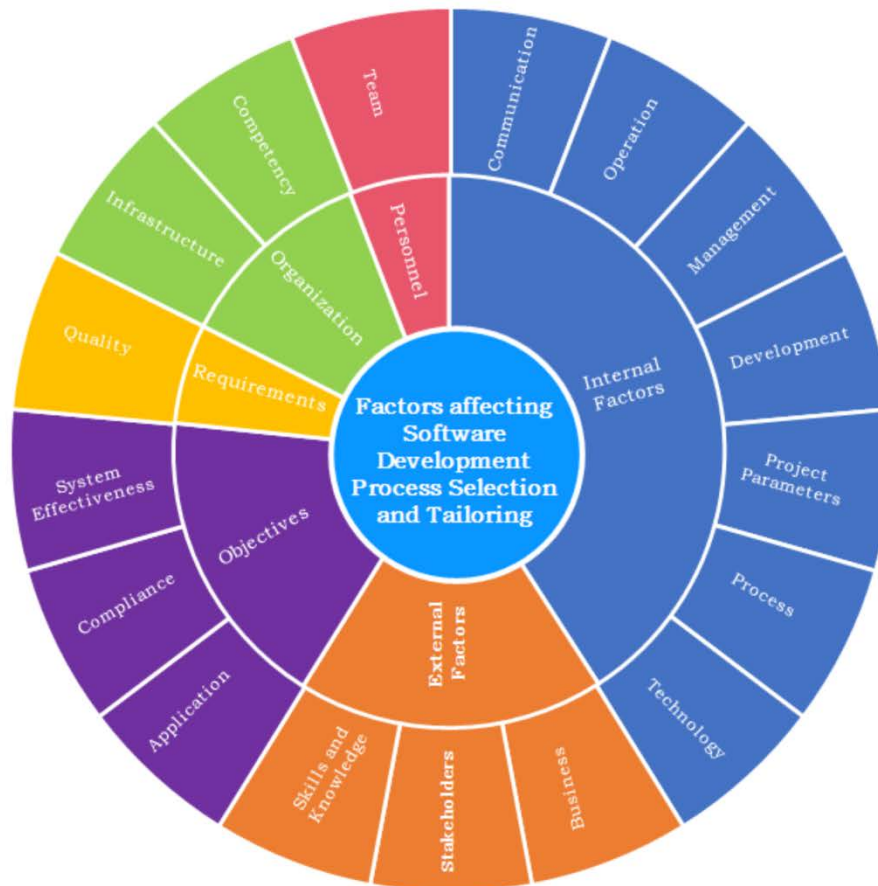 Factors affecting
Software
Development
Process Selection
and Tailoring
Internal
Factors
Communication
Operation
Management
Development
Project
Parameters
Process
Technology
External
Factors
Business
Stakeholders
Skills and
Knowledge
Objectives
Application
Compliance
System
Effectiveness
Requirements
Quality
Organization
Infrastructure
Competency
Personnel
Team